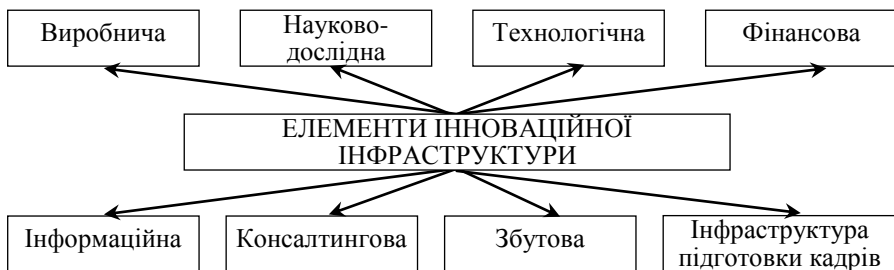 Виробнича
Науково-
дослідна
Технологічна
Фінансова
ЕЛЕМЕНТИ ІННОВАЦІЙНОЇ
ІНФРАСТРУКТУРИ
Інформаційна
Консалтингова
Збутова
Інфраструктура
підготовки кадрів